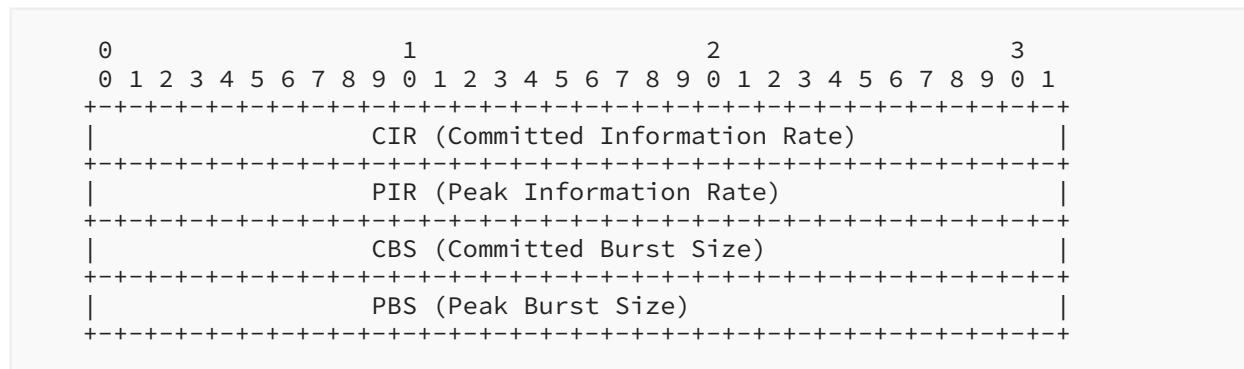 0                   1                   2                   3
 0 1 2 3 4 5 6 7 8 9 0 1 2 3 4 5 6 7 8 9 0 1 2 3 4 5 6 7 8 9 0 1
+-+-+-+-+-+-+-+-+-+-+-+-+-+-+-+-+-+-+-+-+-+-+-+-+-+-+-+-+-+-+-+-+
|                  CIR (Committed Information Rate)             |
+-+-+-+-+-+-+-+-+-+-+-+-+-+-+-+-+-+-+-+-+-+-+-+-+-+-+-+-+-+-+-+-+
|                  PIR (Peak Information Rate)                  |
+-+-+-+-+-+-+-+-+-+-+-+-+-+-+-+-+-+-+-+-+-+-+-+-+-+-+-+-+-+-+-+-+
|                  CBS (Committed Burst Size)                   |
+-+-+-+-+-+-+-+-+-+-+-+-+-+-+-+-+-+-+-+-+-+-+-+-+-+-+-+-+-+-+-+-+
|                  PBS (Peak Burst Size)                        |
+-+-+-+-+-+-+-+-+-+-+-+-+-+-+-+-+-+-+-+-+-+-+-+-+-+-+-+-+-+-+-+-+